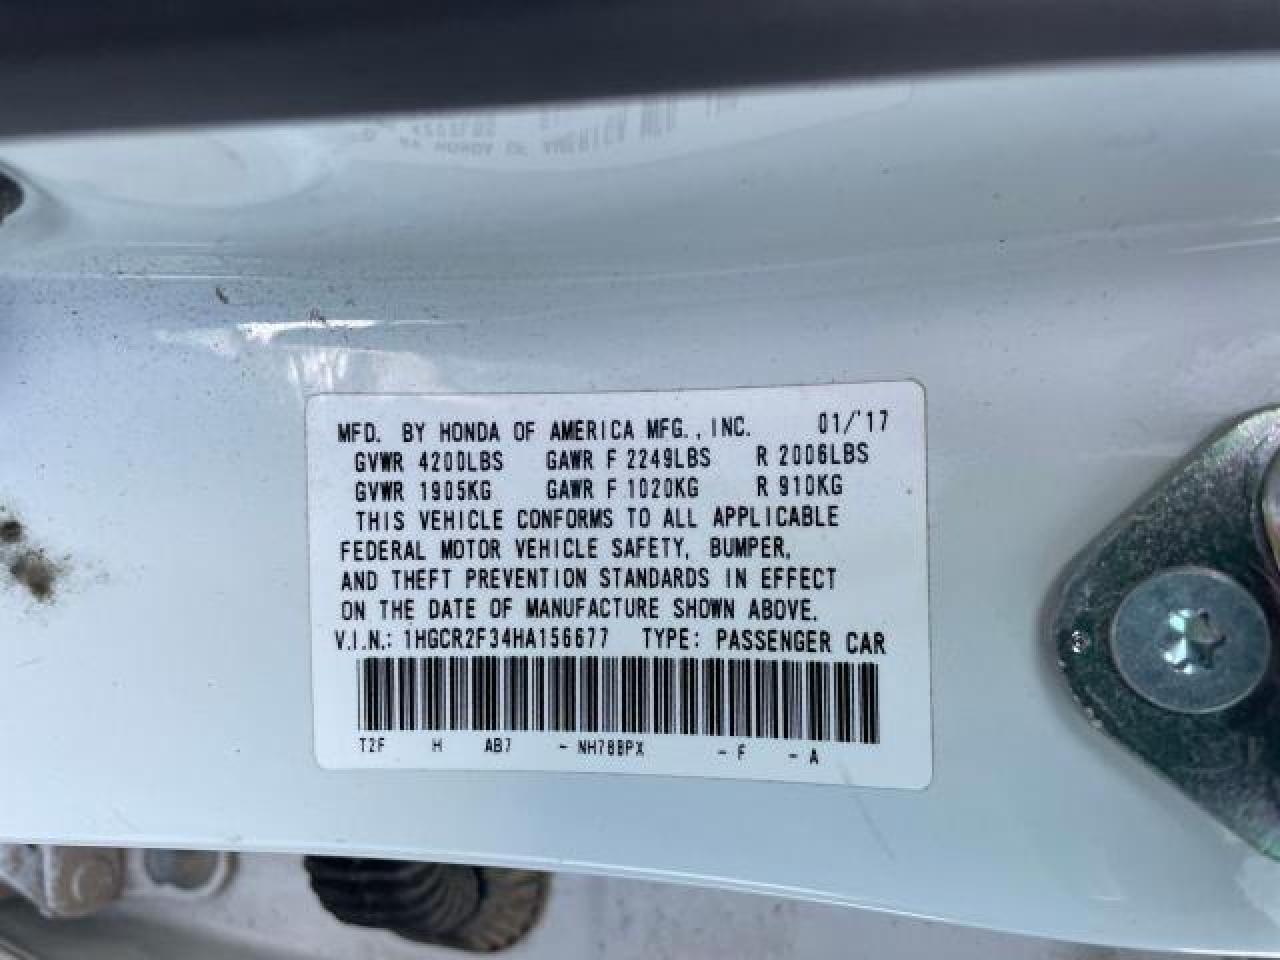 MFD. BY HONDA OF AMERICA MFG., INC. 01/'17
GVWR 4200LBS GAWR F 2249LBS R 2006LBS
GVWR 1905KG GAWR F 1020KG R 910KG
THIS VEHICLE CONFORMS TO ALL APPLICABLE
FEDERAL MOTOR VEHICLE SAFETY, BUMPER,
AND THEFT PREVENTION STANDARDS IN EFFECT
ON THE DATE OF MANUFACTURE SHOWN ABOVE.
V.I.N.: 1HGCR2F34HA156677 TYPE: PASSENGER CAR
T2F H AB7 - NH788PX - F - A